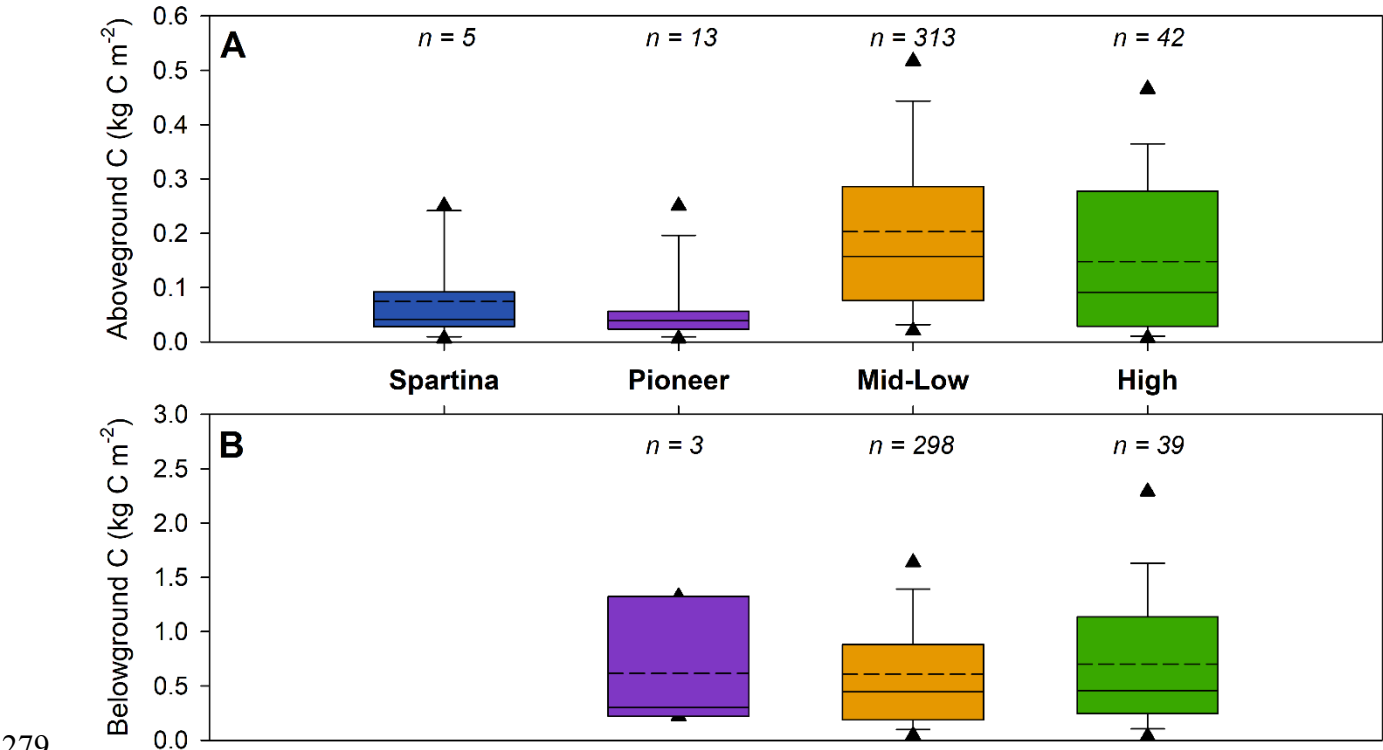 A
n = 5 n = 13 n = 313 n = 42
Aboveground C (kg C m-2)
0.6
0.5
0.4
0.3
0.2
0.1
0.0
Spartina Pioneer Mid-Low High
B
n = 3 n = 298 n = 39
Belowground C (kg C m-2)
3.0
2.5
2.0
1.5
1.0
0.5
0.0
279